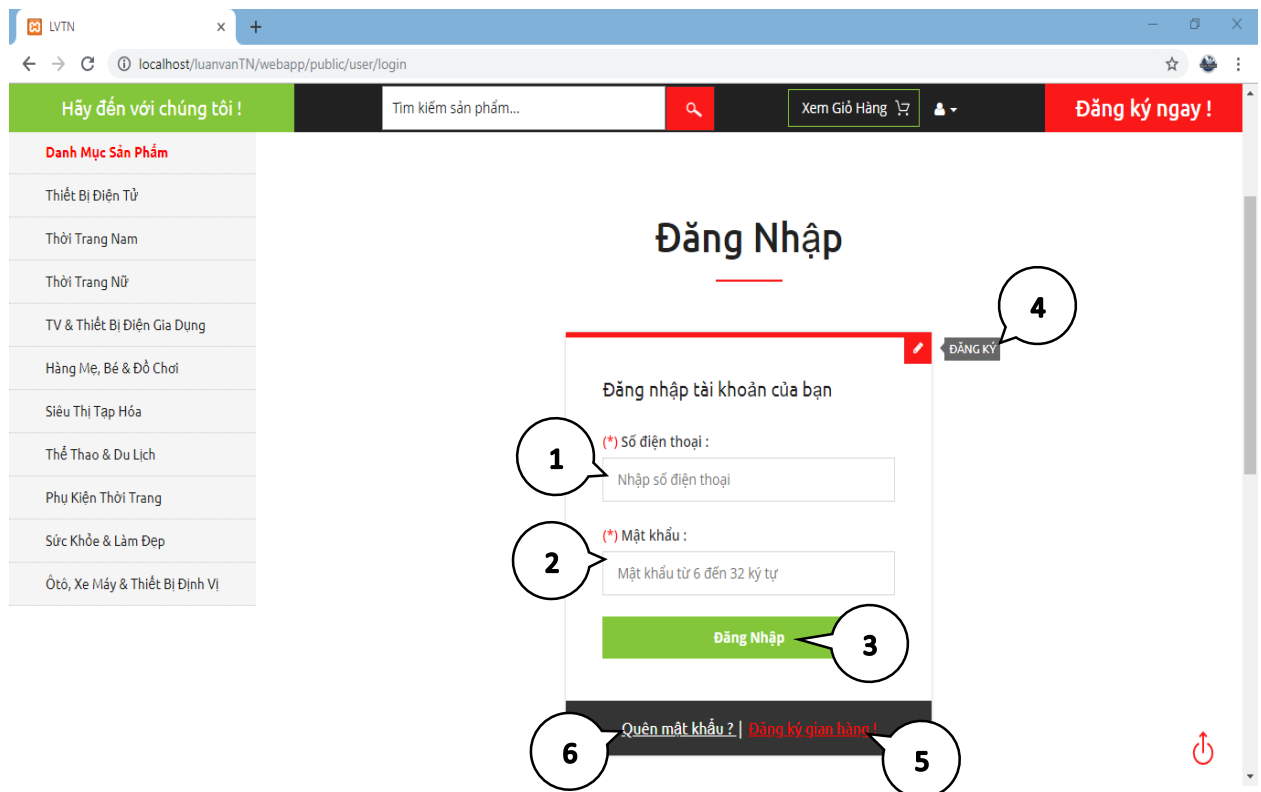 LVTN
localhost/luanvanTN/webapp/public/user/login
Hãy đến với chúng tôi !
Tìm kiếm sản phẩm...
Xem Giỏ Hàng
Đăng ký ngay !
Danh Mục Sản Phẩm
Thiết Bị Điện Tử
Thời Trang Nam
Thời Trang Nữ
TV & Thiết Bị Điện Gia Dụng
Hàng Mẹ, Bé & Đồ Chơi
Siêu Thị Tạp Hóa
Thể Thao & Du Lịch
Phụ Kiện Thời Trang
Sức Khỏe & Làm Đẹp
Ôtô, Xe Máy & Thiết Bị Định Vị
Đăng Nhập
4
ĐĂNG KÝ
Đăng nhập tài khoản của bạn
1
(*) Số điện thoại :
Nhập số điện thoại
2
(*) Mật khẩu :
Mật khẩu từ 6 đến 32 ký tự
Đăng Nhập
3
Quên mật khẩu ? | Đăng ký gian hàng !
6
5